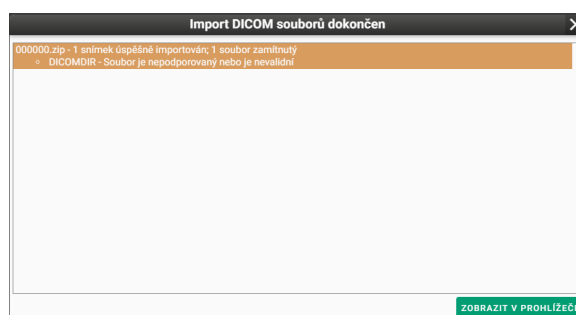 Import DICOM souborů dokončen
000000.zip - 1 snímek úspěšně importován; 1 soubor zamítnutý
DICOMDIR - Soubor je nepodporovaný nebo je nevalidní
ZOBRAZIT V PROHLÍŽEČI